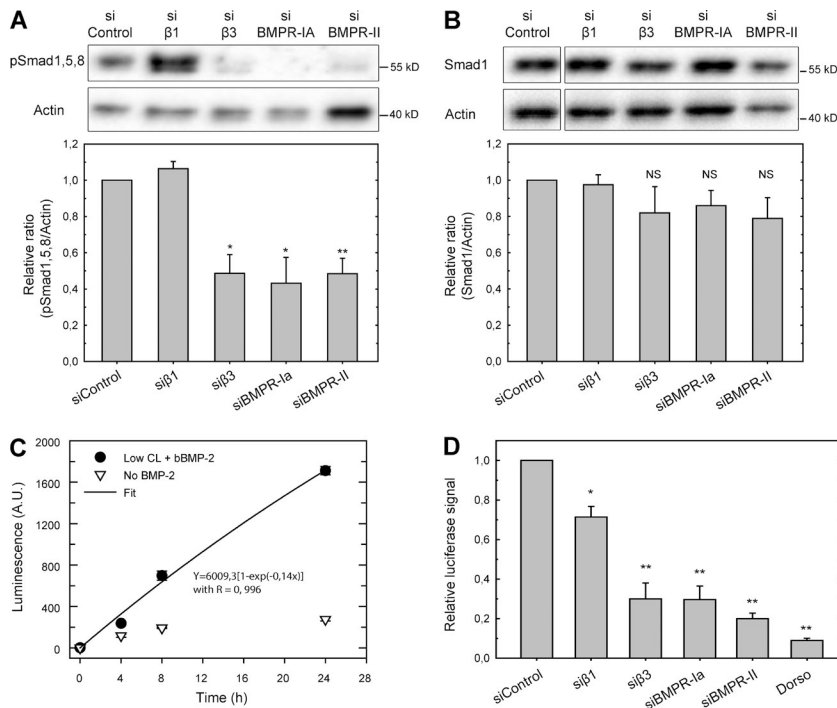 A
si Control
si β1
si β3
si BMPR-IA
si BMPR-II
pSmad1,5,8
55 kD
Actin
40 kD
Relative ratio
(pSmad1,5,8/Actin)
1,0
0,8
0,6
0,4
0,2
0,0
*
*
**
siControl
siβ1
siβ3
siBMPR-Ia
siBMPR-II
B
si Control
si β1
si β3
si BMPR-IA
si BMPR-II
Smad1
55 kD
Actin
40 kD
Relative ratio
(Smad1/Actin)
1,0
0,8
0,6
0,4
0,2
0,0
NS
NS
NS
siControl
siβ1
siβ3
siBMPR-Ia
siBMPR-II
C
Luminescence (A.U.)
2000
1600
1200
800
400
0
Low CL + bBMP-2
No BMP-2
Fit
Y=6009,3[1-exp(-0,14x)]
with R = 0, 996
0 4 8 12 16 20 24 28
Time (h)
D
Relative luciferase signal
1,0
0,8
0,6
0,4
0,2
0,0
*
**
**
**
**
siControl
siβ1
siβ3
siBMPR-Ia
siBMPR-II
Dorso